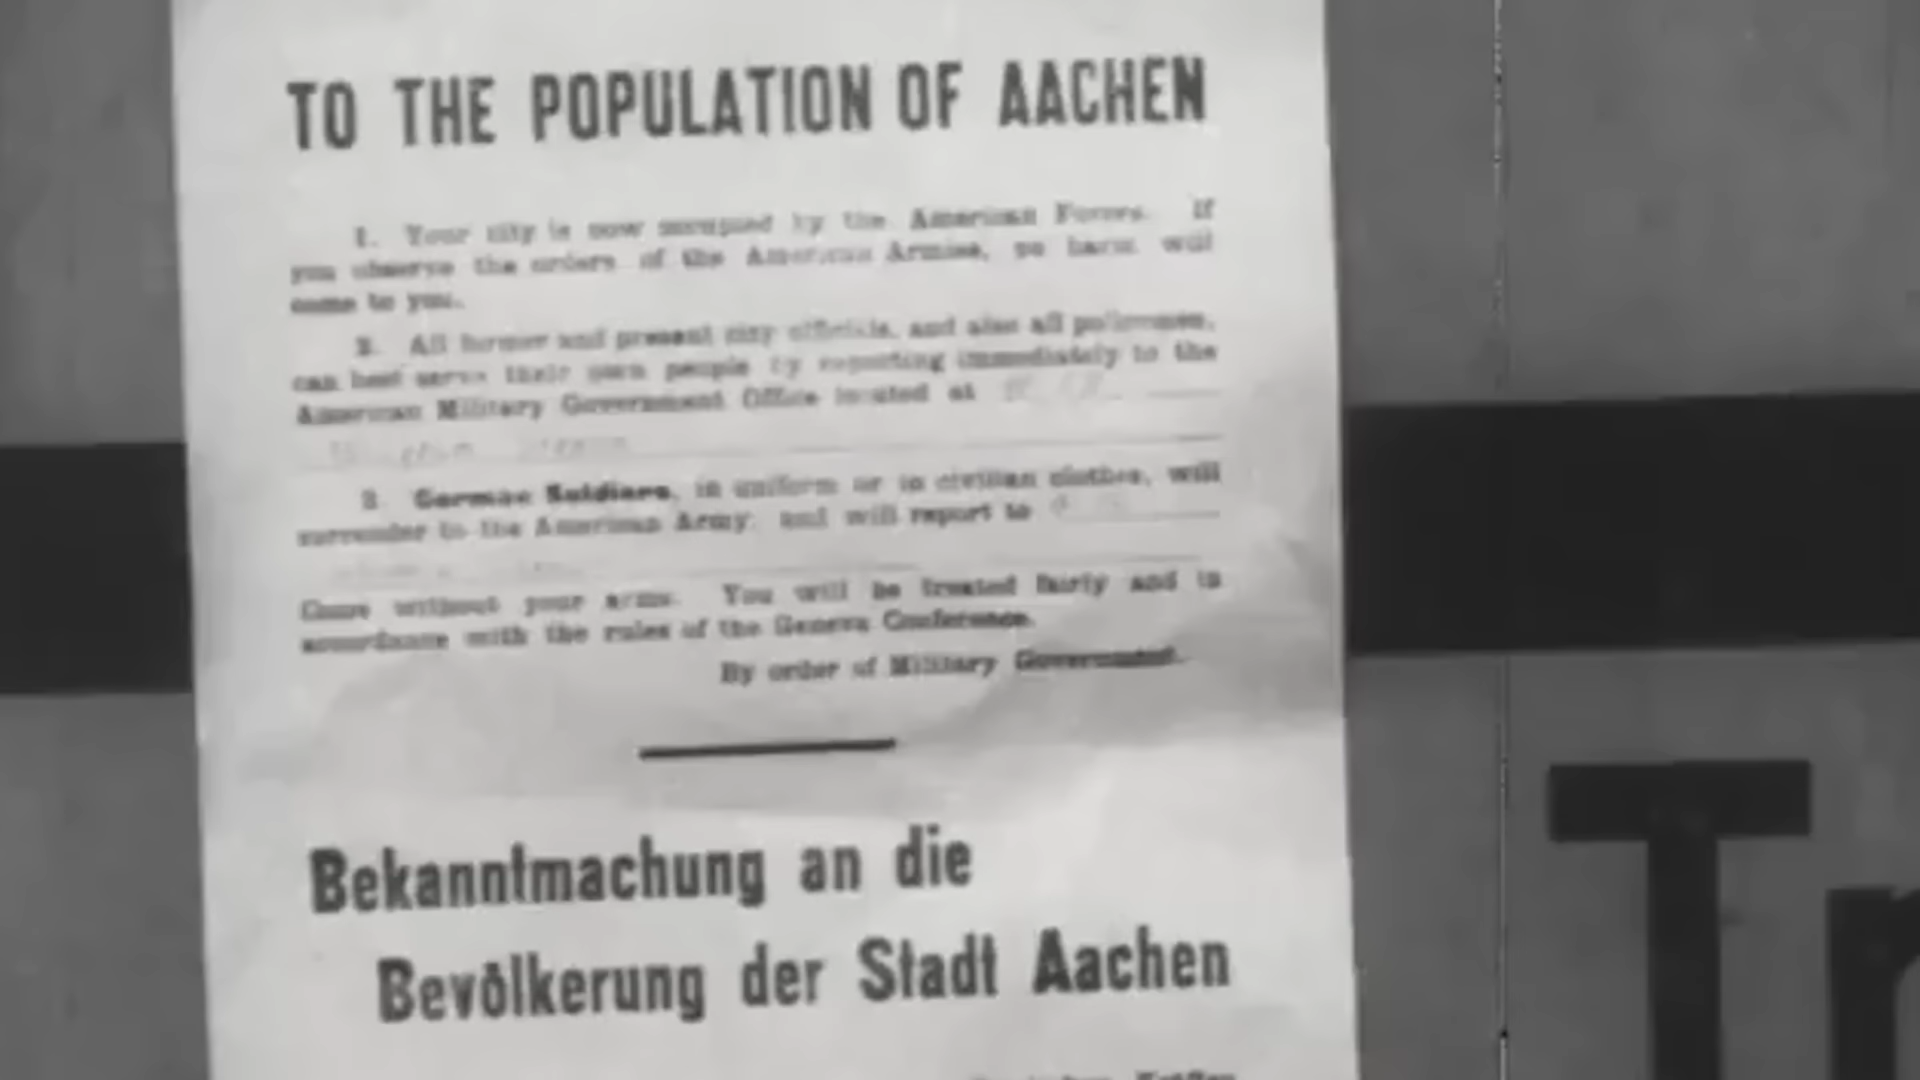 TO THE POPULATION OF AACHEN
1. Your city is now occupied by the American Forces. If
you observe the orders of the American Armies, no harm will
come to you.
2. All former and present city officials, and also all policemen,
can best serve their own people by reporting immediately to the
American Military Government Office located at
3. German Soldiers, in uniform or in civilian clothes, will
surrender to the American Army, and will report to
Come without your arms. You will be treated fairly and in
accordance with the rules of the Geneva Conference.
By order of Military Government.
Bekanntmachung an die
Bevölkerung der Stadt Aachen